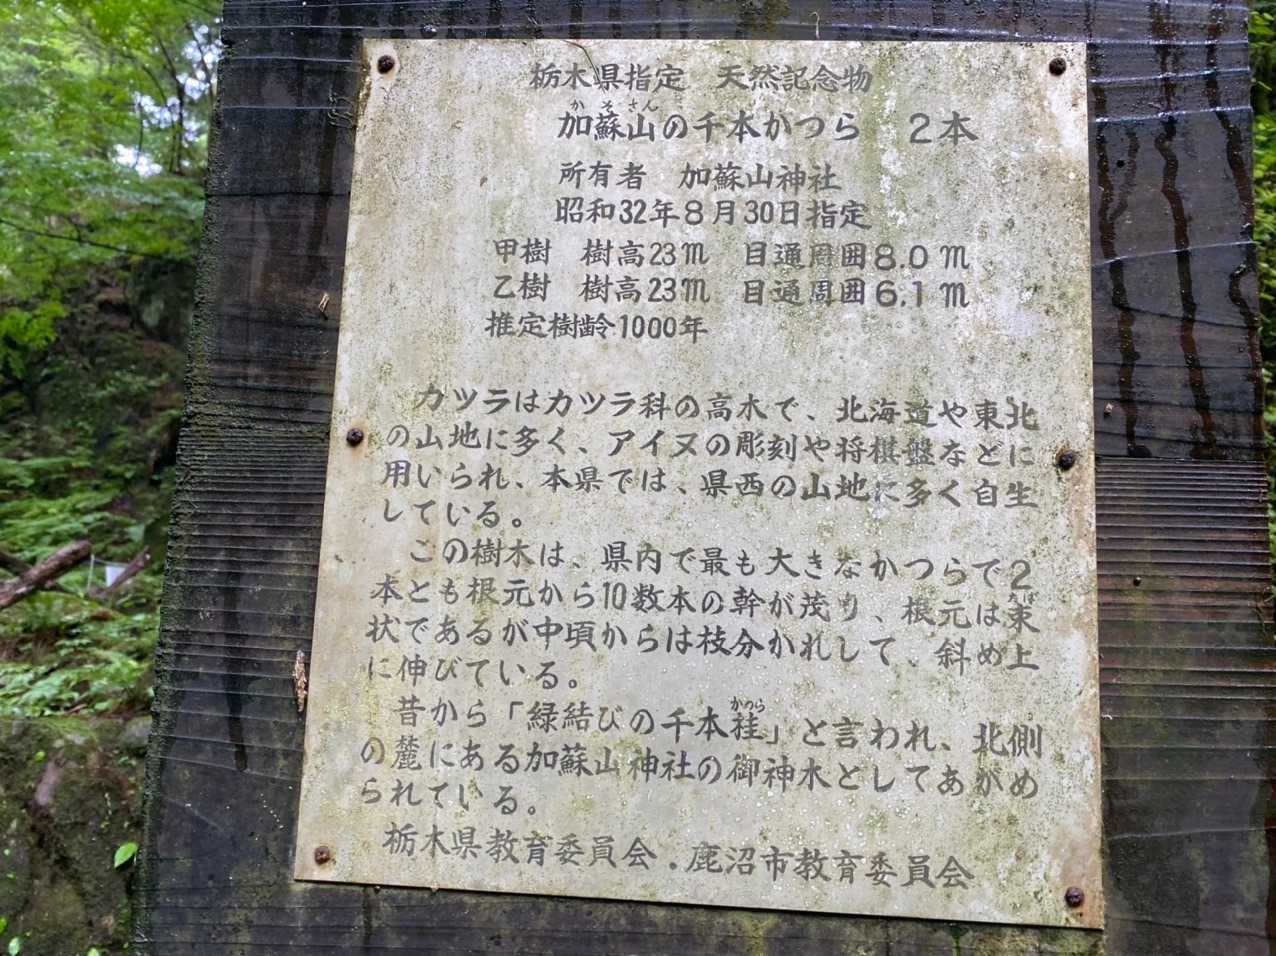 栃木県指定 天然記念物
かそさん
加蘇山の千本かつら 2本
所有者 加蘇山神社
昭和32年8月30日指定
甲樹 樹高23m 目通周囲8.0m
乙樹 樹高23m 目通周囲6.1m
推定樹齢1000年
カツラはカツラ科の高木で、北海道や東北
の山地に多く、アイヌの彫刻や将棋盤などに
用いられ、本県では、県西の山地に多く自生
している。
この樹木は、県内で最も大きなかつらで2
本とも根元から10数本の幹が茂り、根元は束
たば
状であるが中頃からは枝分かれして、斜め上
に伸びている。
かつら
昔から「縁結びの千本桂」と言われ、北側
の麓にある加蘇山神社の御神木としてあがめ
られている。
栃木県教育委員会．鹿沼市教育委員会